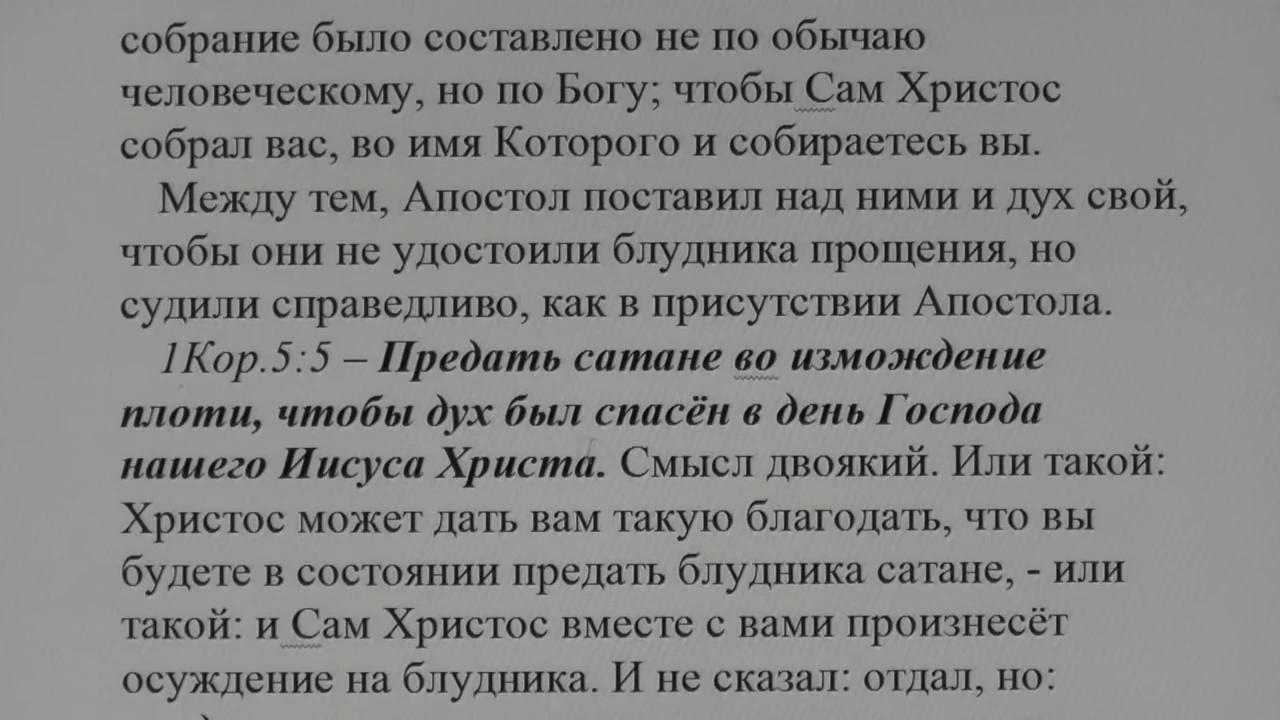 собрание было составлено не по обычаю
человеческому, но по Богу; чтобы Сам Христос
собрал вас, во имя Которого и собираетесь вы.
Между тем, Апостол поставил над ними и дух свой,
чтобы они не удостоили блудника прощения, но
судили справедливо, как в присутствии Апостола.
1Кор.5:5 – Предать сатане во измождение
плоти, чтобы дух был спасён в день Господа
нашего Иисуса Христа. Смысл двоякий. Или такой:
Христос может дать вам такую благодать, что вы
будете в состоянии предать блудника сатане, - или
такой: и Сам Христос вместе с вами произнесёт
осуждение на блудника. И не сказал: отдал, но: